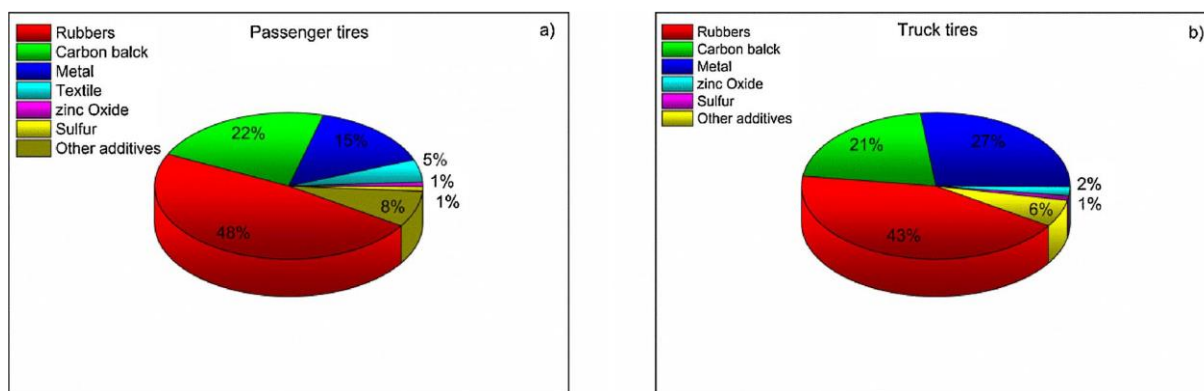 Passenger tires
a)
Rubbers
Carbon balck
Metal
Textile
zinc Oxide
Sulfur
Other additives
22%
15%
5%
1%
1%
8%
48%
Truck tires
b)
Rubbers
Carbon balck
Metal
zinc Oxide
Sulfur
Other additives
21%
27%
2%
1%
6%
43%